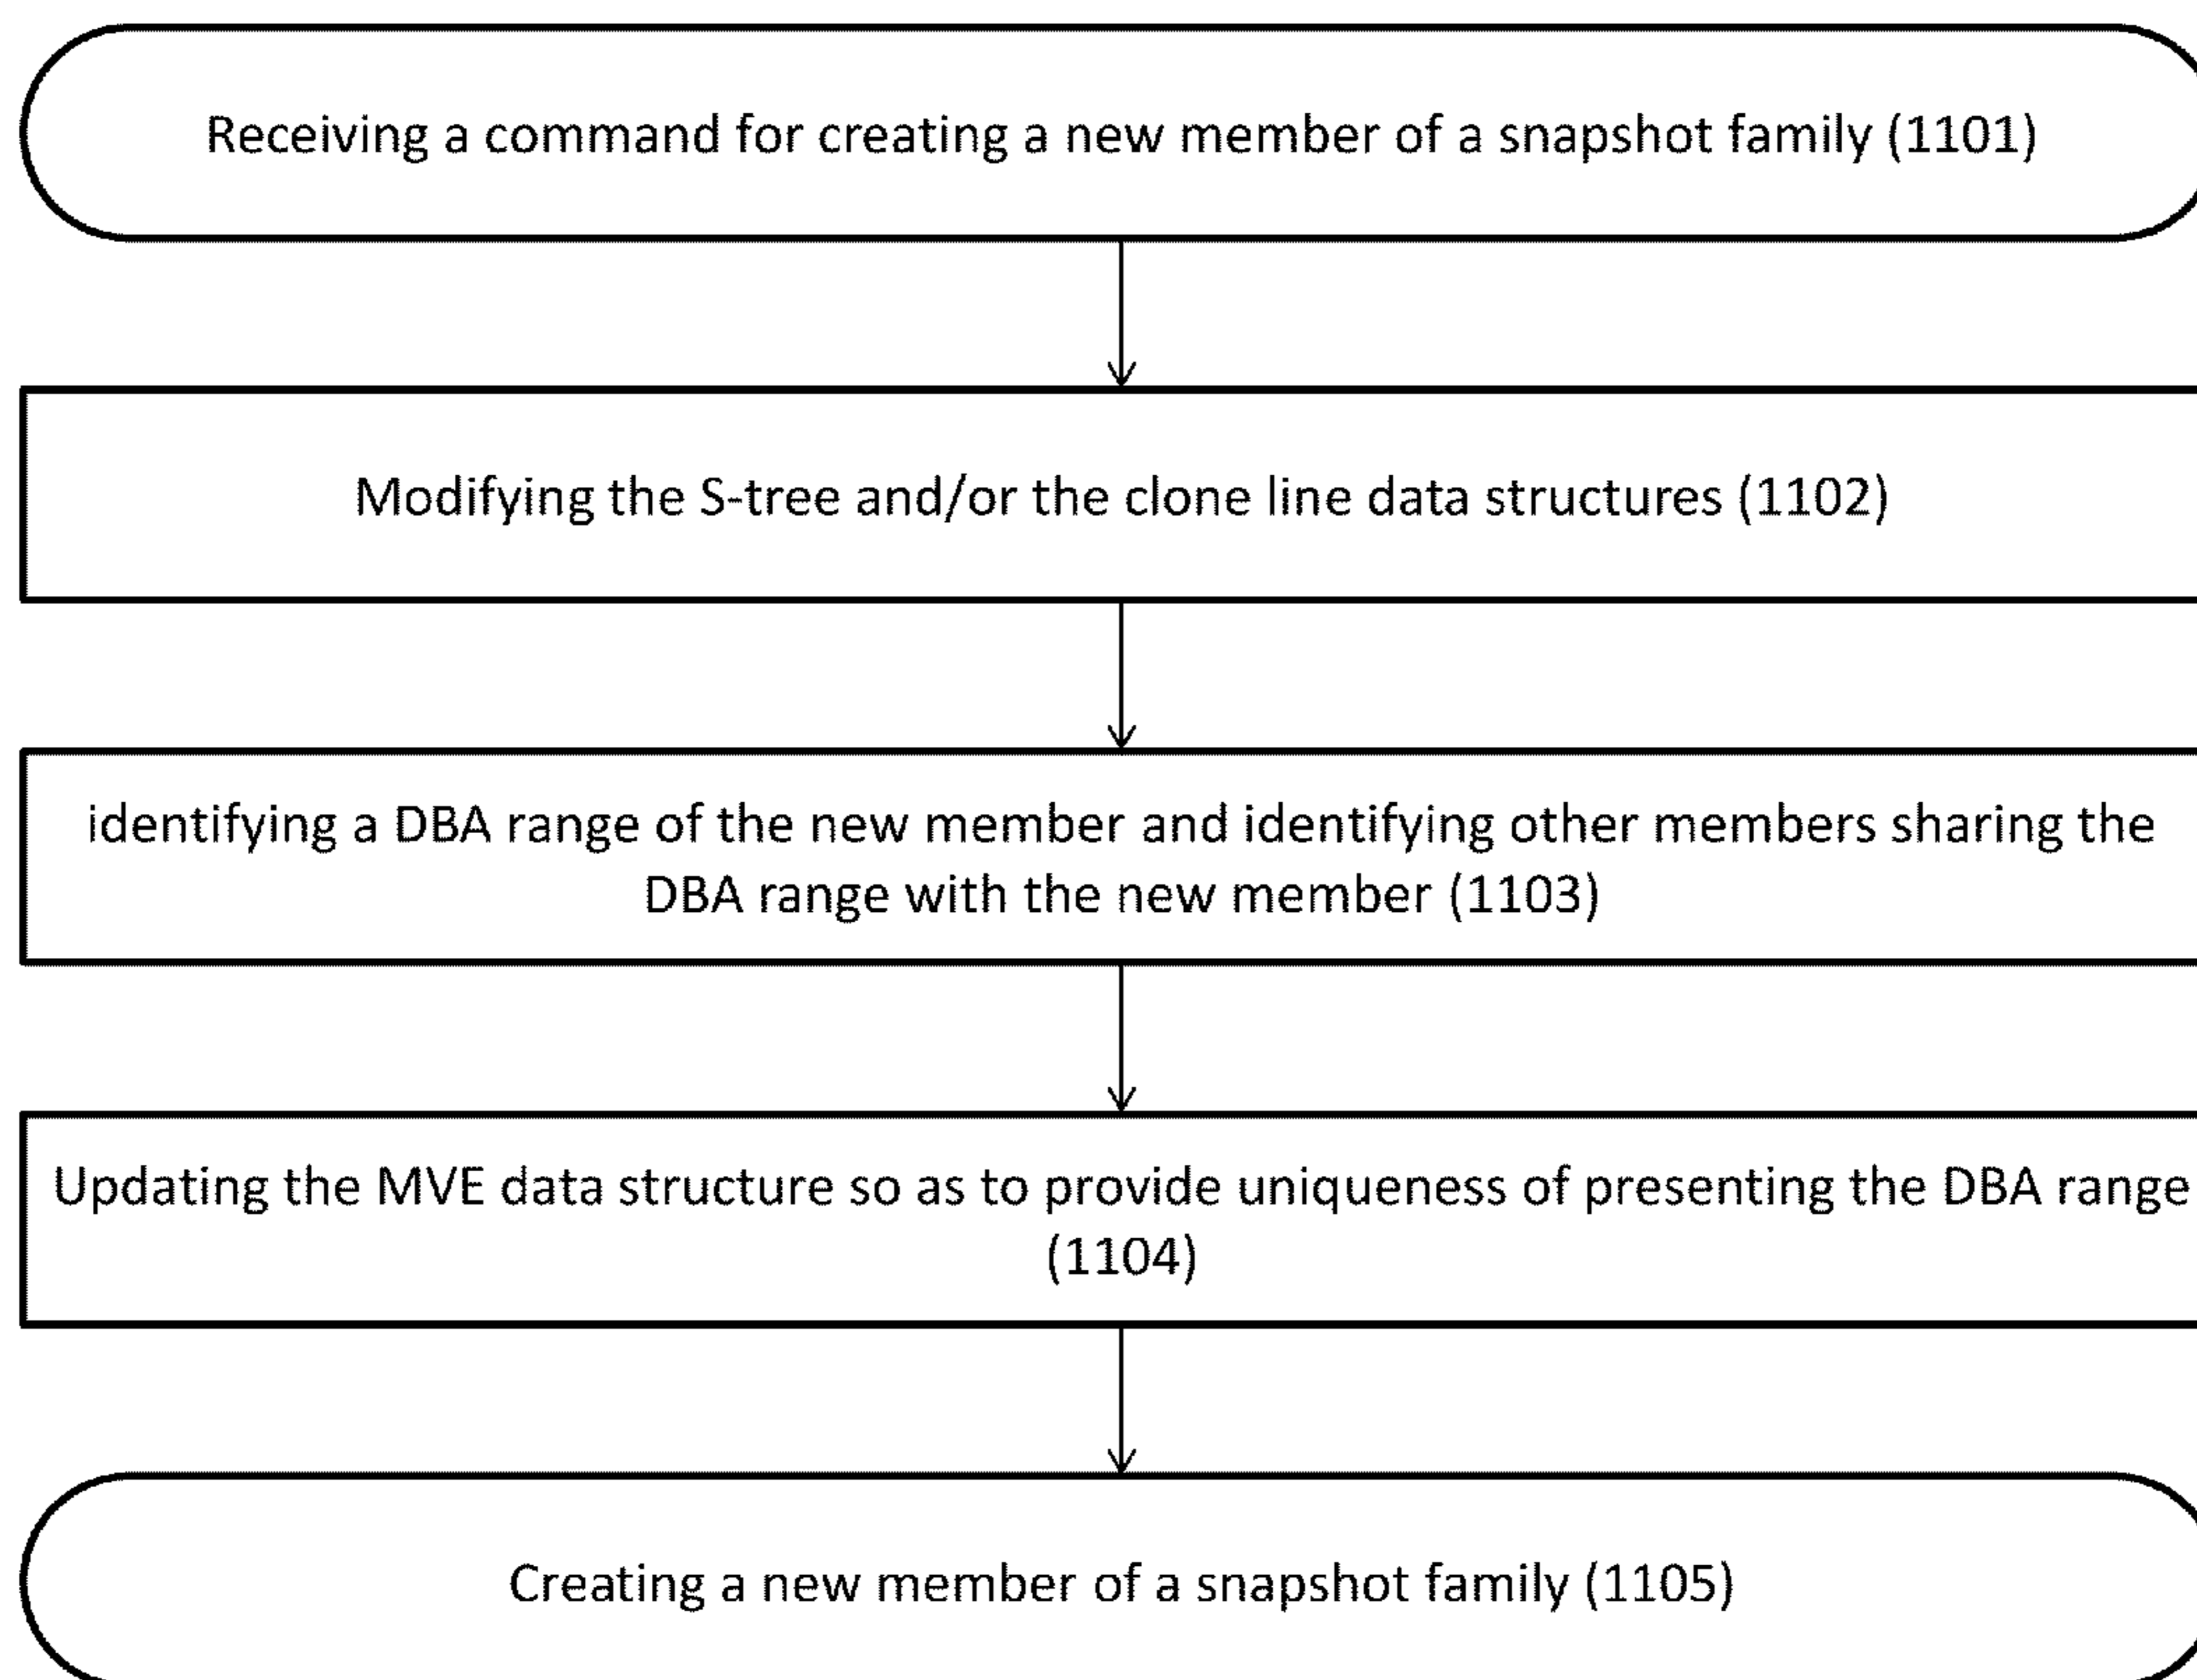 Receiving a command for creating a new member of a snapshot family (1101)
Modifying the S-tree and/or the clone line data structures (1102)
identifying a DBA range of the new member and identifying other members sharing the
DBA range with the new member (1103)
Updating the MVE data structure so as to provide uniqueness of presenting the DBA range
(1104)
Creating a new member of a snapshot family (1105)